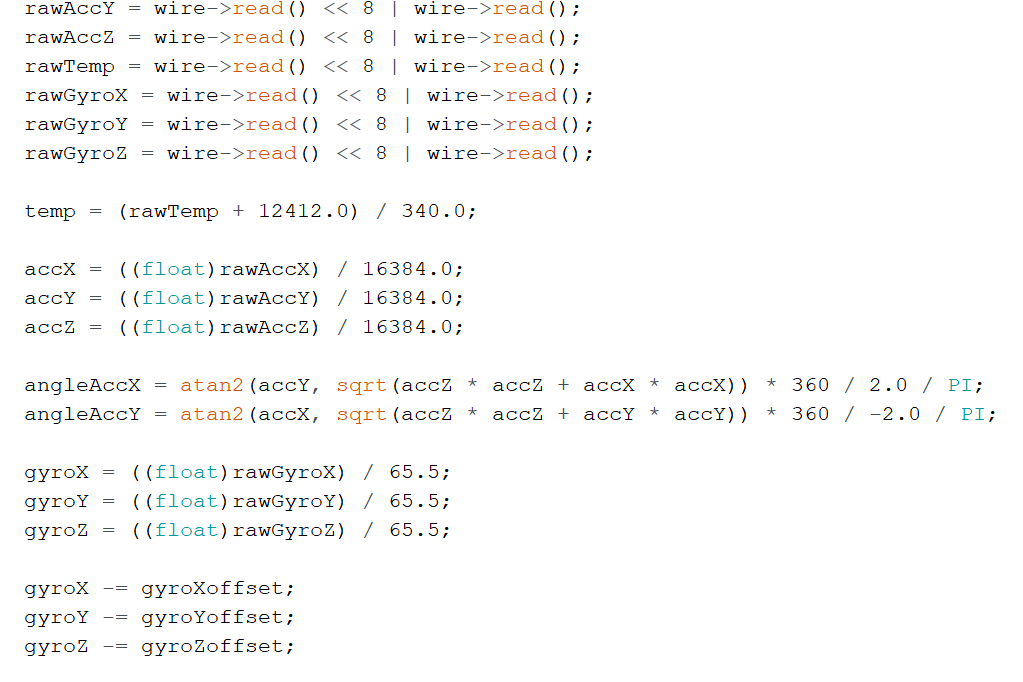 rawAccY = wire->read() << 8 | wire->read();
rawAccZ = wire->read() << 8 | wire->read();
rawTemp = wire->read() << 8 | wire->read();
rawGyroX = wire->read() << 8 | wire->read();
rawGyroY = wire->read() << 8 | wire->read();
rawGyroZ = wire->read() << 8 | wire->read();
temp = (rawTemp + 12412.0) / 340.0;
accX = ((float)rawAccX) / 16384.0;
accY = ((float)rawAccY) / 16384.0;
accZ = ((float)rawAccZ) / 16384.0;
angleAccX = atan2(accY, sqrt(accZ * accZ + accX * accX)) * 360 / 2.0 / PI;
angleAccY = atan2(accX, sqrt(accZ * accZ + accY * accY)) * 360 / -2.0 / PI;
gyroX = ((float)rawGyroX) / 65.5;
gyroY = ((float)rawGyroY) / 65.5;
gyroZ = ((float)rawGyroZ) / 65.5;
gyroX -= gyroXoffset;
gyroY -= gyroYoffset;
gyroZ -= gyroZoffset;